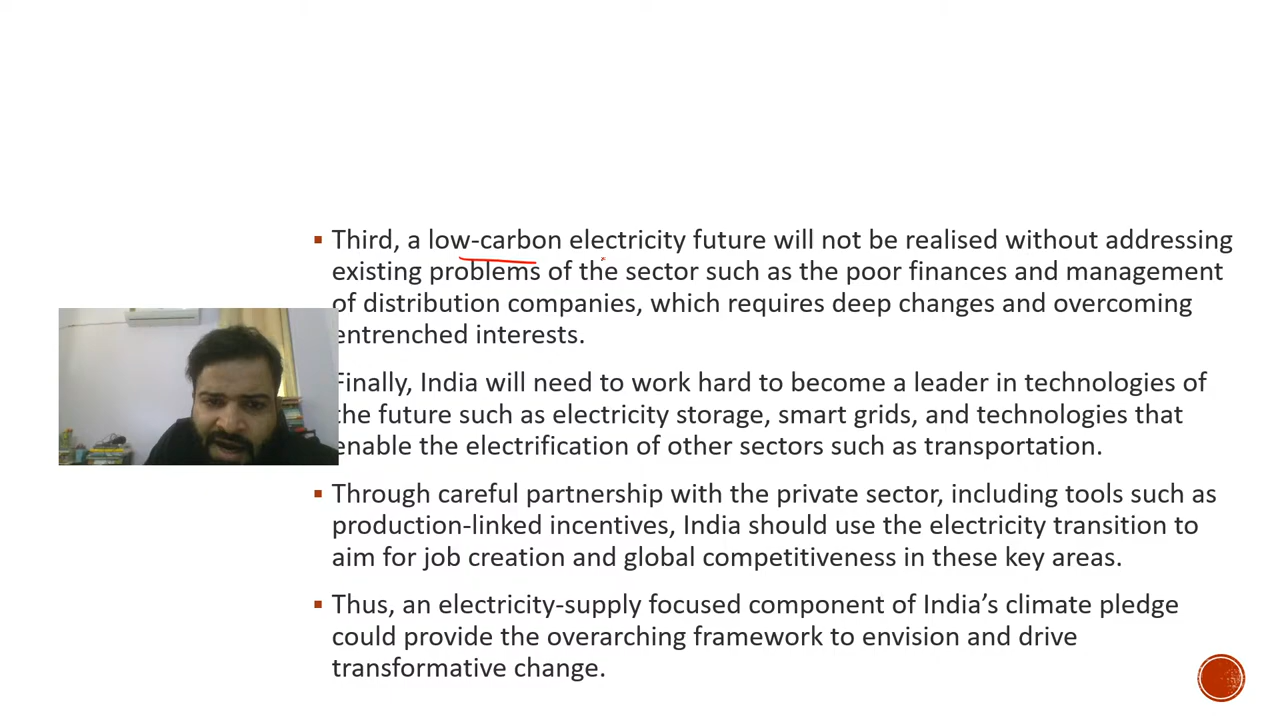 Third, a low-carbon electricity future will not be realised without addressing
existing problems of the sector such as the poor finances and management
of distribution companies, which requires deep changes and overcoming
entrenched interests.
Finally, India will need to work hard to become a leader in technologies of
the future such as electricity storage, smart grids, and technologies that
enable the electrification of other sectors such as transportation.
Through careful partnership with the private sector, including tools such as
production-linked incentives, India should use the electricity transition to
aim for job creation and global competitiveness in these key areas.
Thus, an electricity-supply focused component of India’s climate pledge
could provide the overarching framework to envision and drive
transformative change.